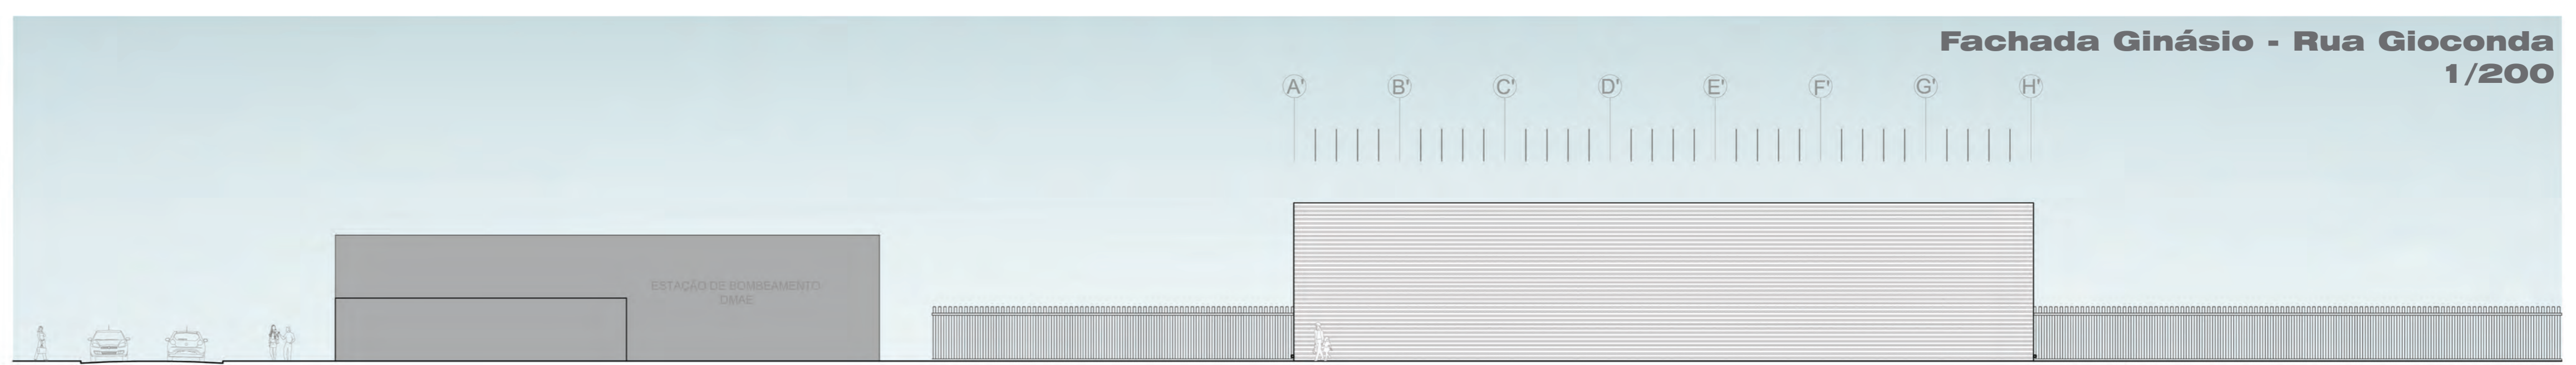 Fachada Ginásio - Rua Gioconda
1/200
A' B' C' D' E' F' G' H'
ESTAÇÃO DE BOMBEAMENTO
DMAE